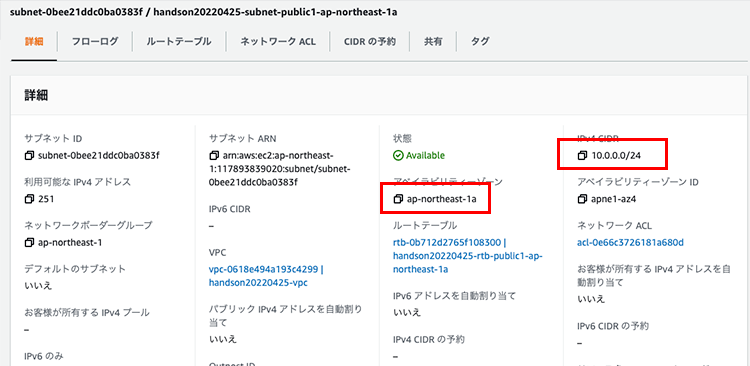 subnet-0bee21ddc0ba0383f / handson20220425-subnet-public1-ap-northeast-1a
詳細 フローログ ルートテーブル ネットワーク ACL CIDR の予約 共有 タグ
詳細
サブネット ID
subnet-0bee21ddc0ba0383f
利用可能な IPv4 アドレス
251
ネットワークボーダーグループ
ap-northeast-1
デフォルトのサブネット
いいえ
お客様が所有する IPv4 プール
–
IPv6 のみ
いいえ
サブネット ARN
arn:aws:ec2:ap-northeast-
1:117893839020:subnet/subnet-
0bee21ddc0ba0383f
IPv6 CIDR
–
VPC
vpc-0618e494a193c4299 |
handson20220425-vpc
パブリック IPv4 アドレスを自動割り
当て
いいえ
Outpost ID
状態
Available
アベイラビリティーゾーン
ap-northeast-1a
ルートテーブル
rtb-0b712d2765f108300 |
handson20220425-rtb-public1-ap-
northeast-1a
IPv6 アドレスを自動割り当て
いいえ
IPv4 CIDR の予約
–
IPv4 CIDR
10.0.0.0/24
アベイラビリティーゾーン ID
apne1-az4
ネットワーク ACL
acl-0e66c3726181a680d
お客様が所有する IPv4 アドレスを自
動割り当て
いいえ
IPv6 CIDR の予約
–